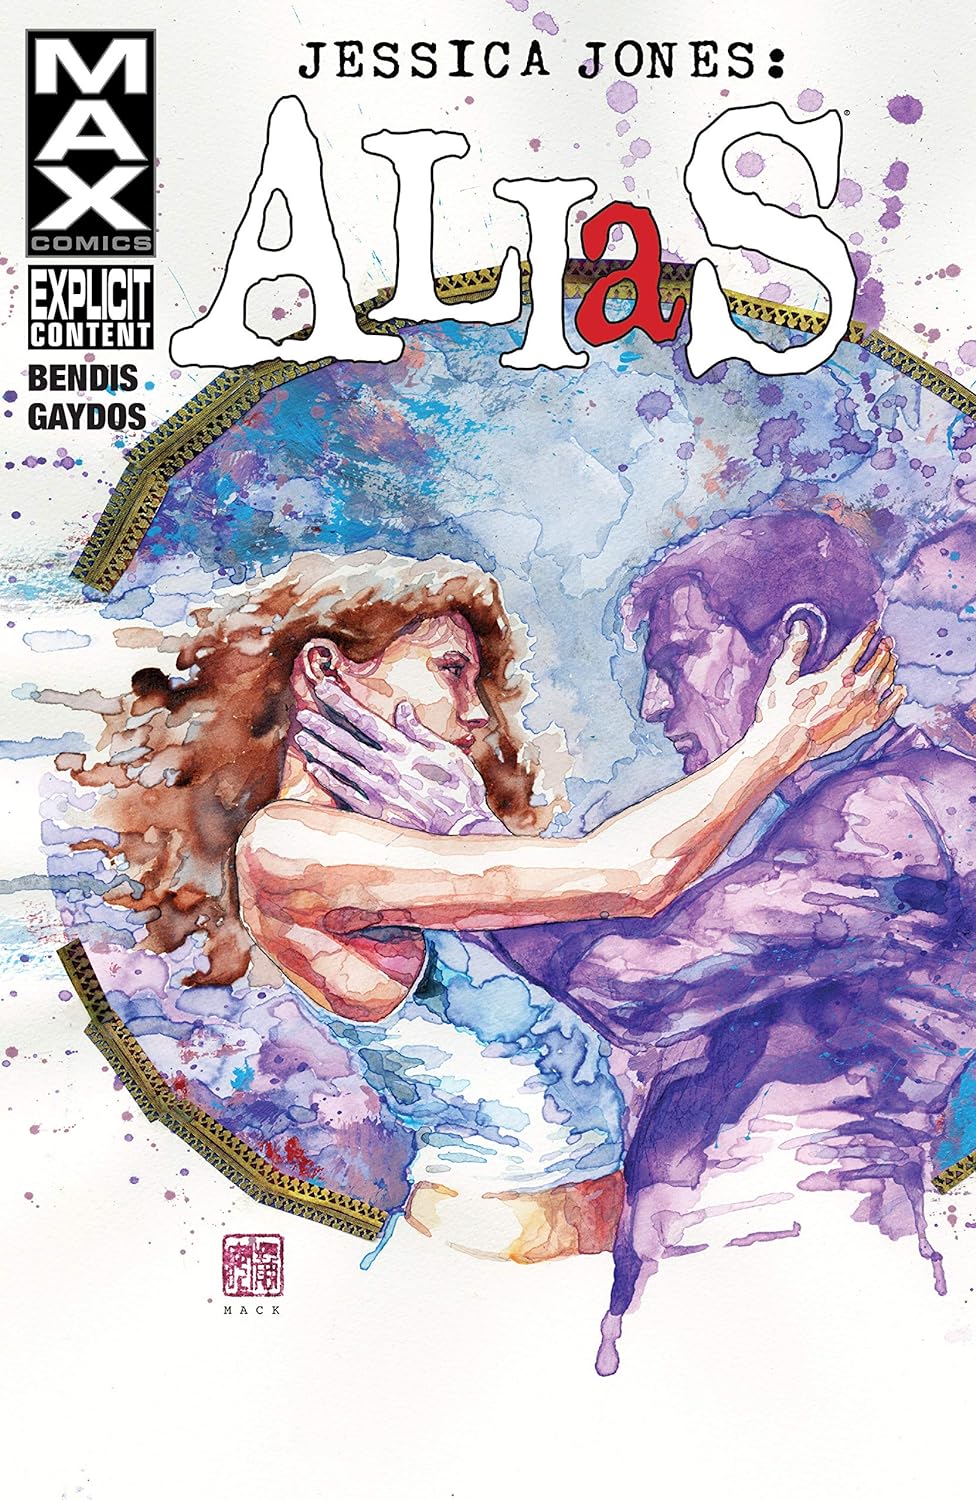 JESSICA JONES:
ALIaS
MAX
COMICS
EXPLICIT
CONTENT
BENDIS
GAYDOS
MACK